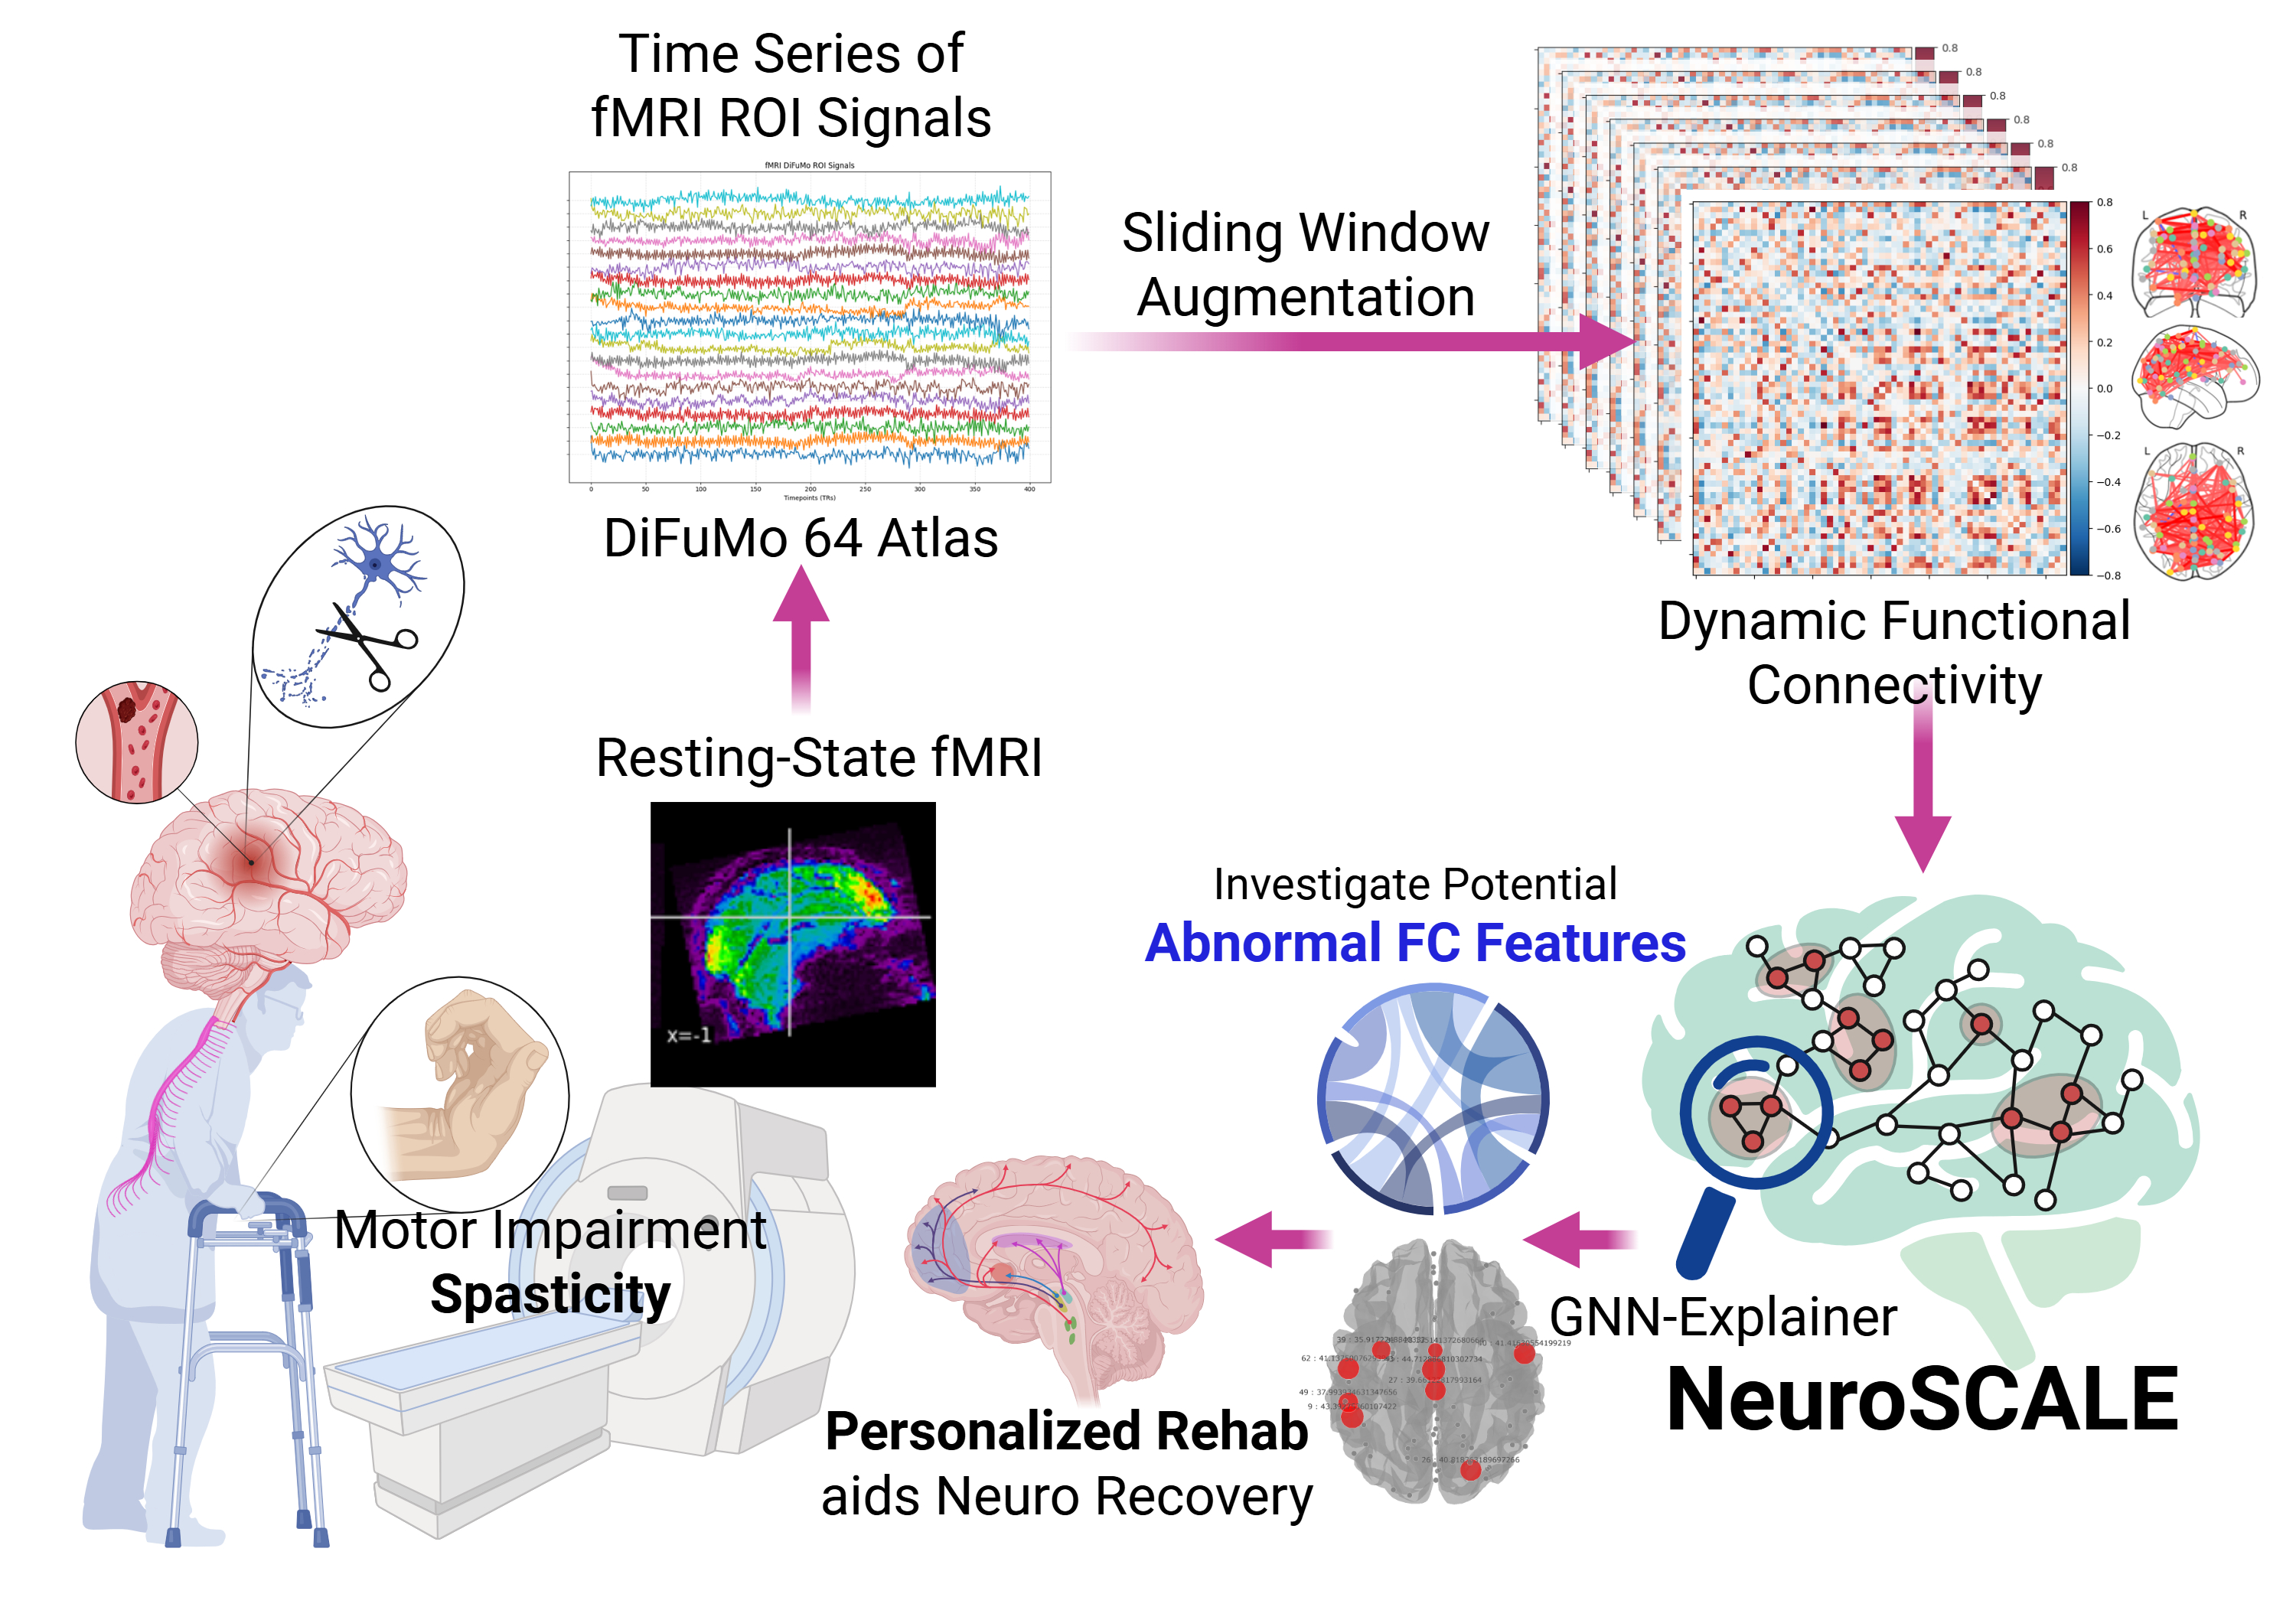 Time Series of
fMRI ROI Signals
fMRI DiFuMo ROI Signals
0 50 100 150 200 250 300 350 400
Timepoints (TRs)
DiFuMo 64 Atlas
Sliding Window
Augmentation
0.8
0.8
0.8
0.8
0.8
0.8
0.8
0.6
0.4
0.2
0.0
−0.2
−0.4
−0.6
−0.8
L R
L R
Dynamic Functional
Connectivity
Resting-State fMRI
x=-1
Motor Impairment
Spasticity
Investigate Potential
Abnormal FC Features
GNN-Explainer
NeuroSCALE
Personalized Rehab
aids Neuro Recovery